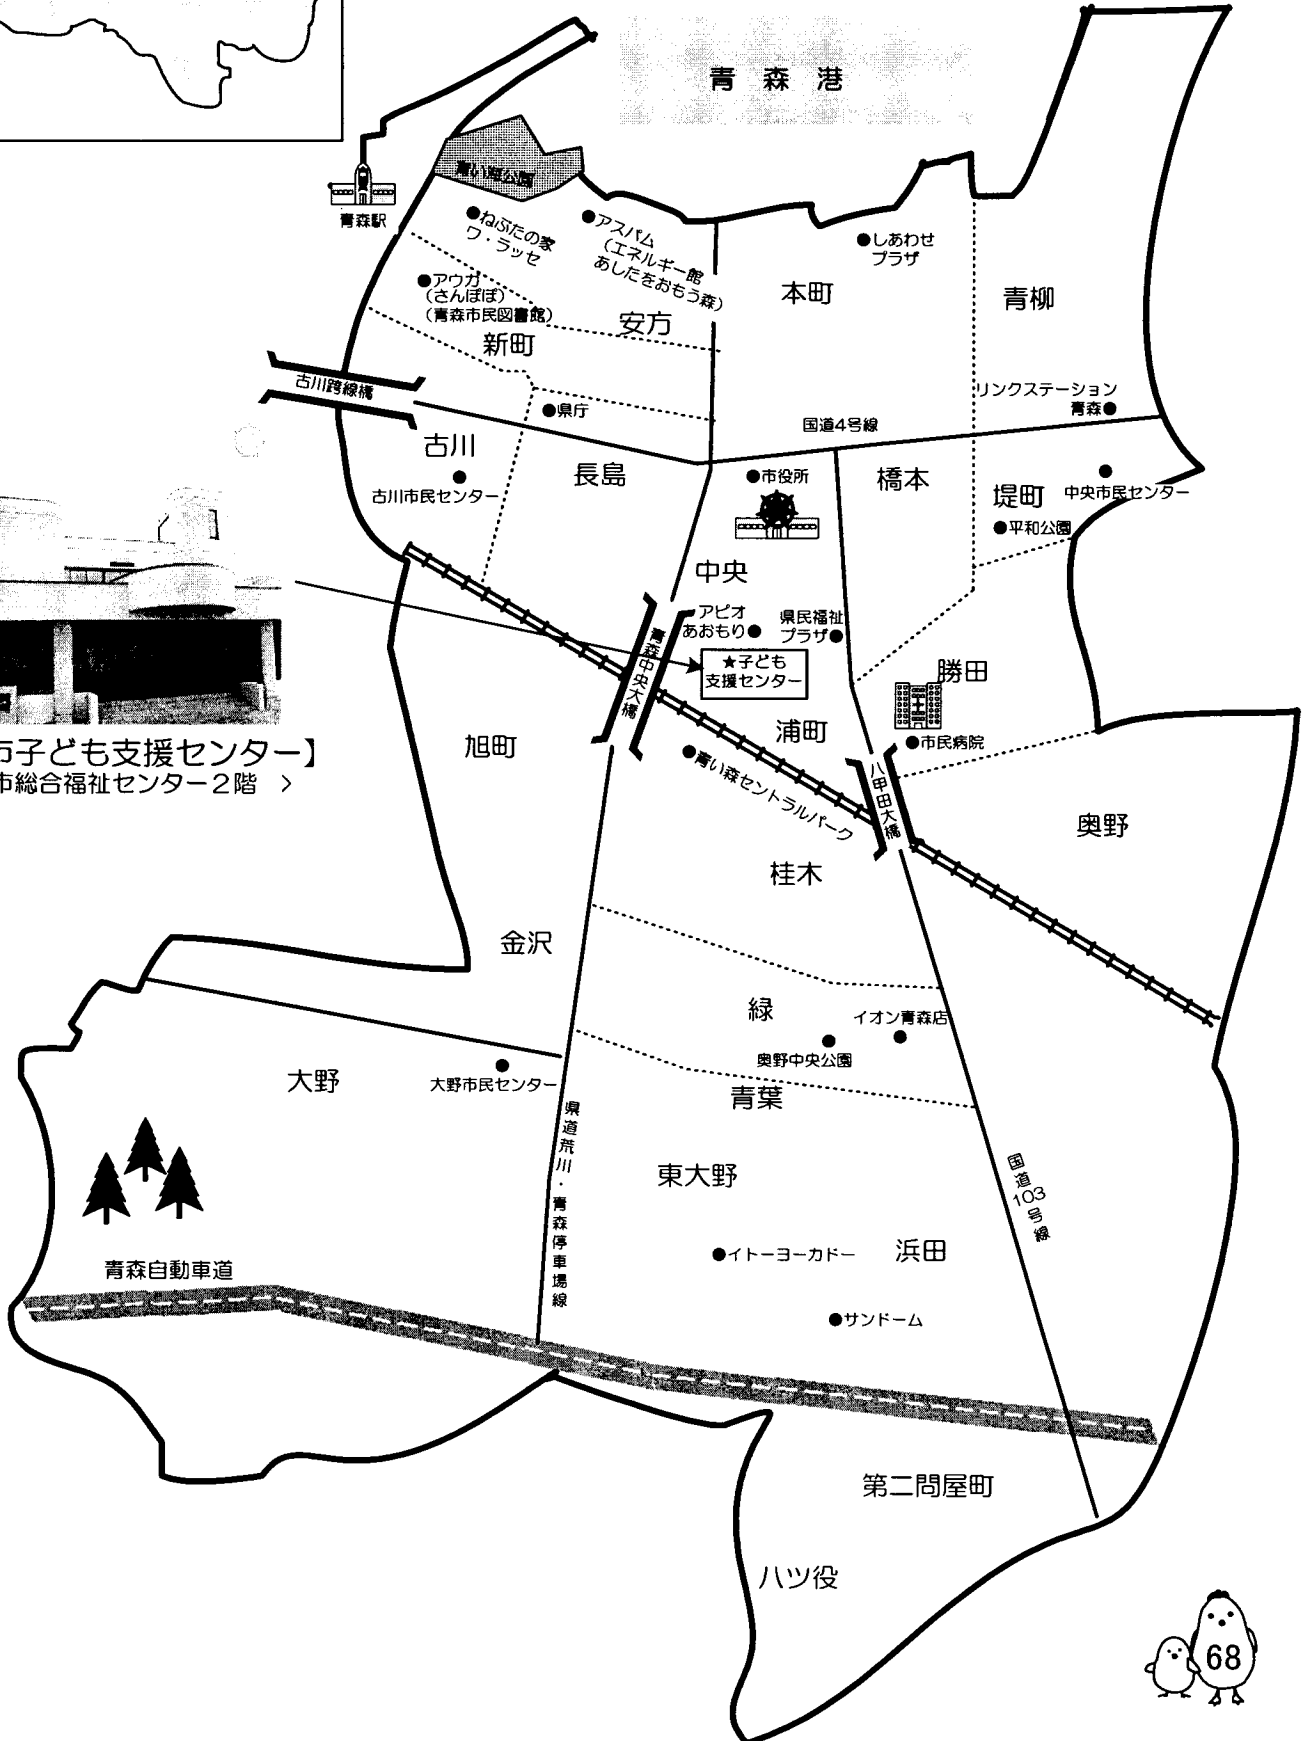 青森港
青い海公園
青森駅
●ねぶたの家
ワ・ラッセ
●アスパム
(エネルギー館
あしたをおもう森)
●しあわせ
プラザ
本町
青柳
●アウガ
(さんぽぽ)
(青森市民図書館)
安方
新町
古川跨線橋
●県庁
リンクステーション
青森●
国道4号線
古川
長島
●市役所
橋本
堤町
中央市民センター
古川市民センター
●平和公園
中央
アピオ
あおもり●
県民福祉
プラザ●
青森中央大橋
★子ども
支援センター
勝田
浦町
●市民病院
旭町
●青い森セントラルパーク
八甲田大橋
市子ども支援センター】
市総合福祉センター2階 >
奥野
桂木
金沢
緑
イオン青森店
奥野中央公園
大野
大野市民センター
青葉
県道荒川・青森停車場線
東大野
国道103号線
●イトーヨーカドー
浜田
青森自動車道
●サンドーム
第二問屋町
八ツ役
68